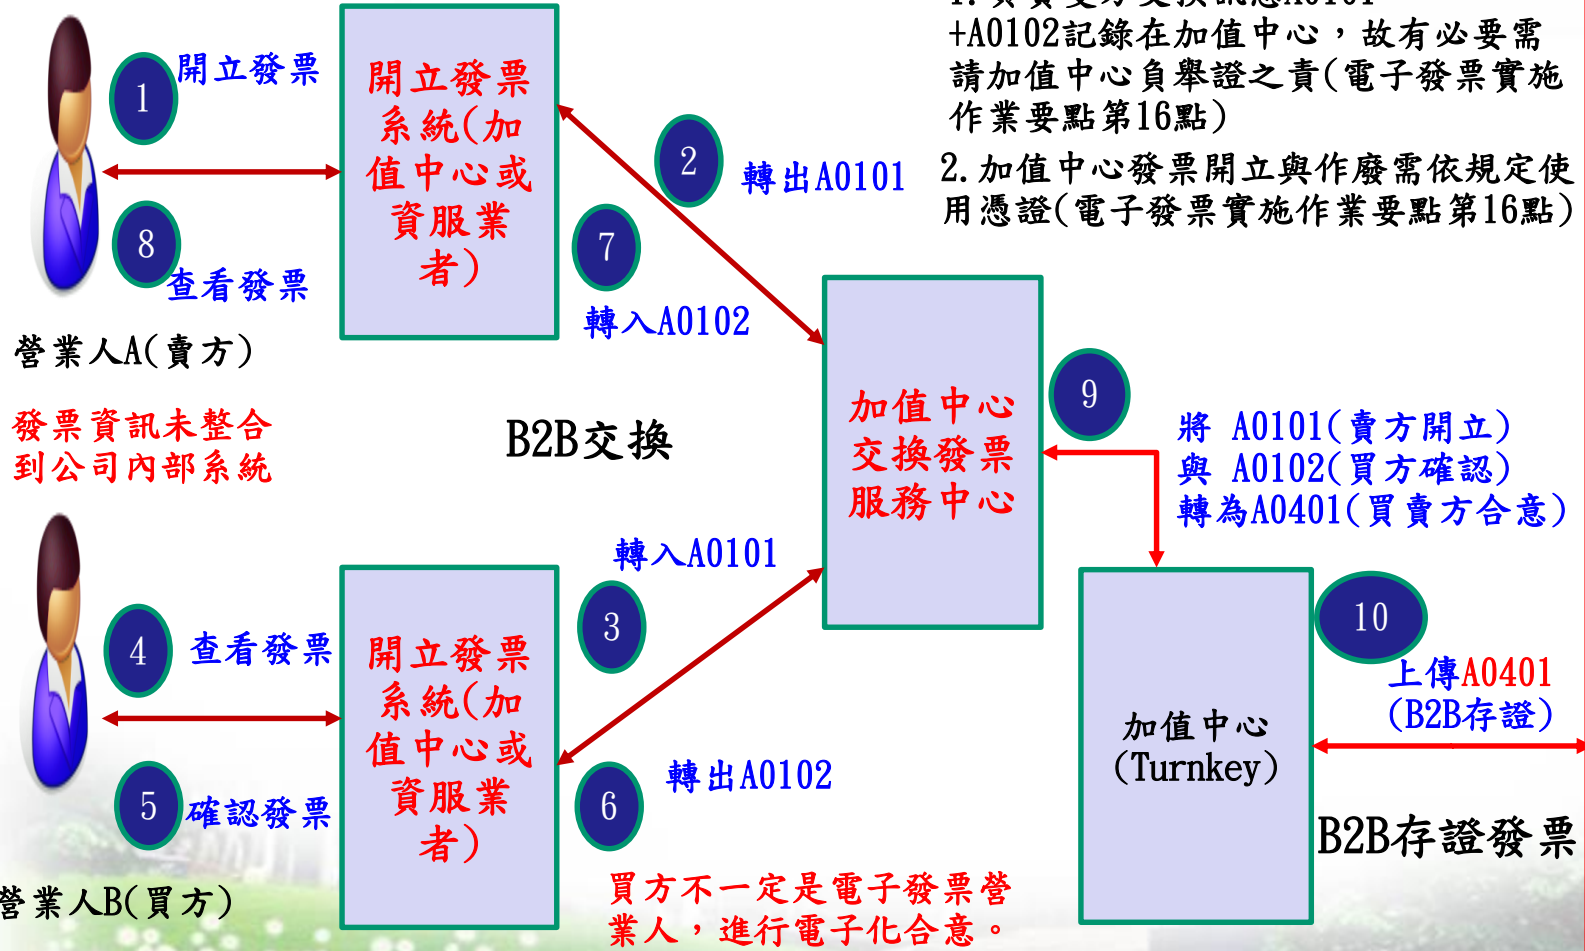 1
開立發票
8
查看發票
營業人A(賣方)
發票資訊未整合
到公司內部系統
開立發票
系統(加
值中心或
資服業
者)
2
轉出A0101
7
轉入A0102
+A0102記錄在加值中心，故有必要需
請加值中心負舉證之責(電子發票實施
作業要點第16點)
2.加值中心發票開立與作廢需依規定使
用憑證(電子發票實施作業要點第16點)
B2B交換
加值中心
交換發票
服務中心
9
將 A0101(賣方開立)
與 A0102(買方確認)
轉為A0401(買賣方合意)
轉入A0101
3
4
查看發票
5
確認發票
營業人B(買方)
開立發票
系統(加
值中心或
資服業
者)
6
轉出A0102
買方不一定是電子發票營
業人，進行電子化合意。
加值中心
(Turnkey)
10
上傳A0401
(B2B存證)
B2B存證發票